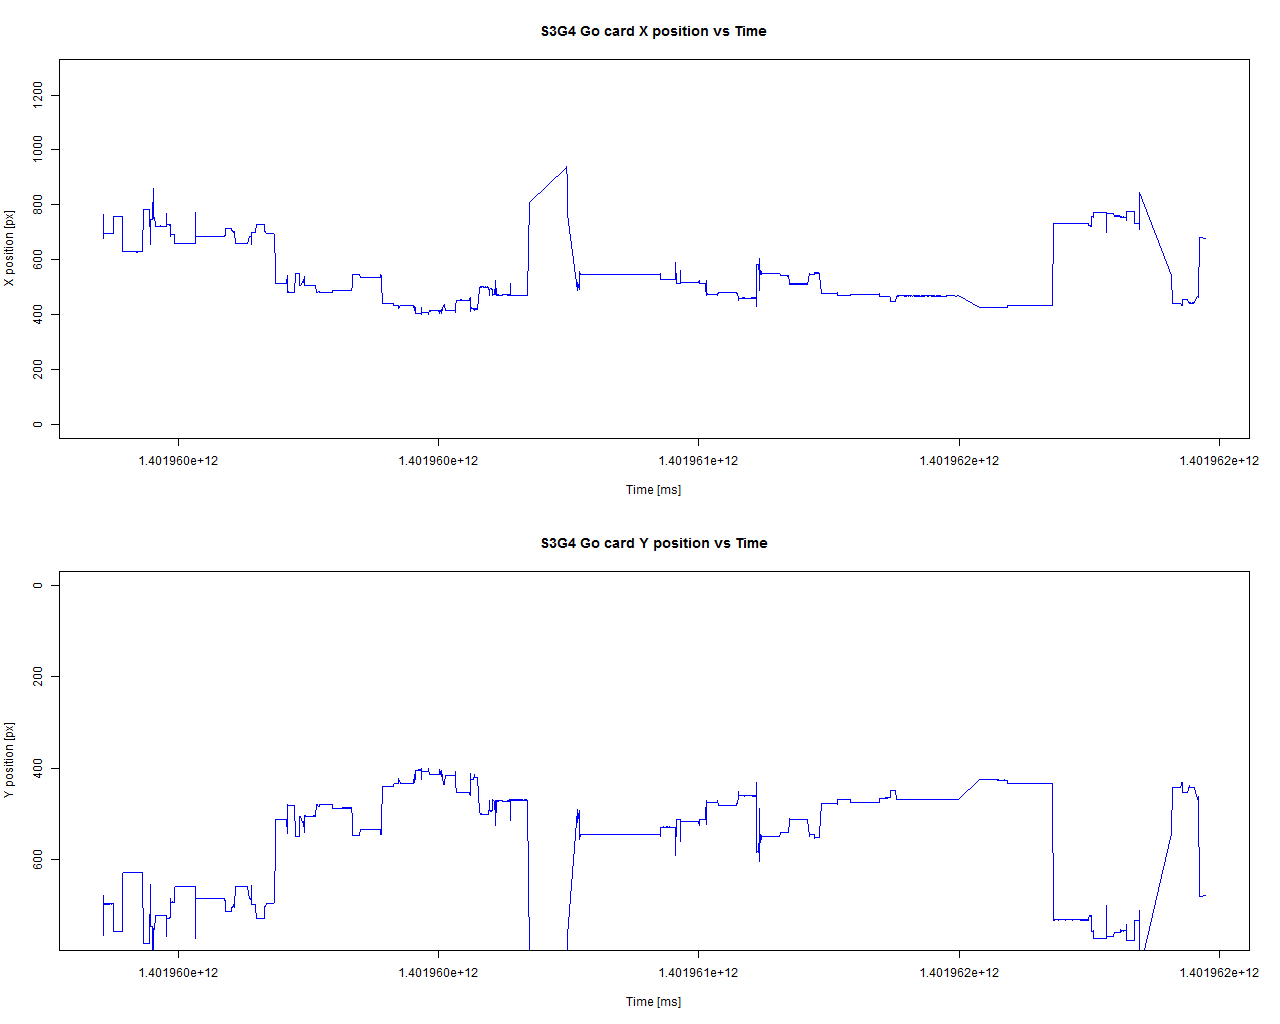 S3G4 Go card X position vs Time
X position [px]
1200
1000
800
600
400
200
0
1.401960e+12 1.401960e+12 1.401961e+12 1.401962e+12 1.401962e+12
Time [ms]
S3G4 Go card Y position vs Time
Y position [px]
0
200
400
600
1.401960e+12 1.401960e+12 1.401961e+12 1.401962e+12 1.401962e+12
Time [ms]